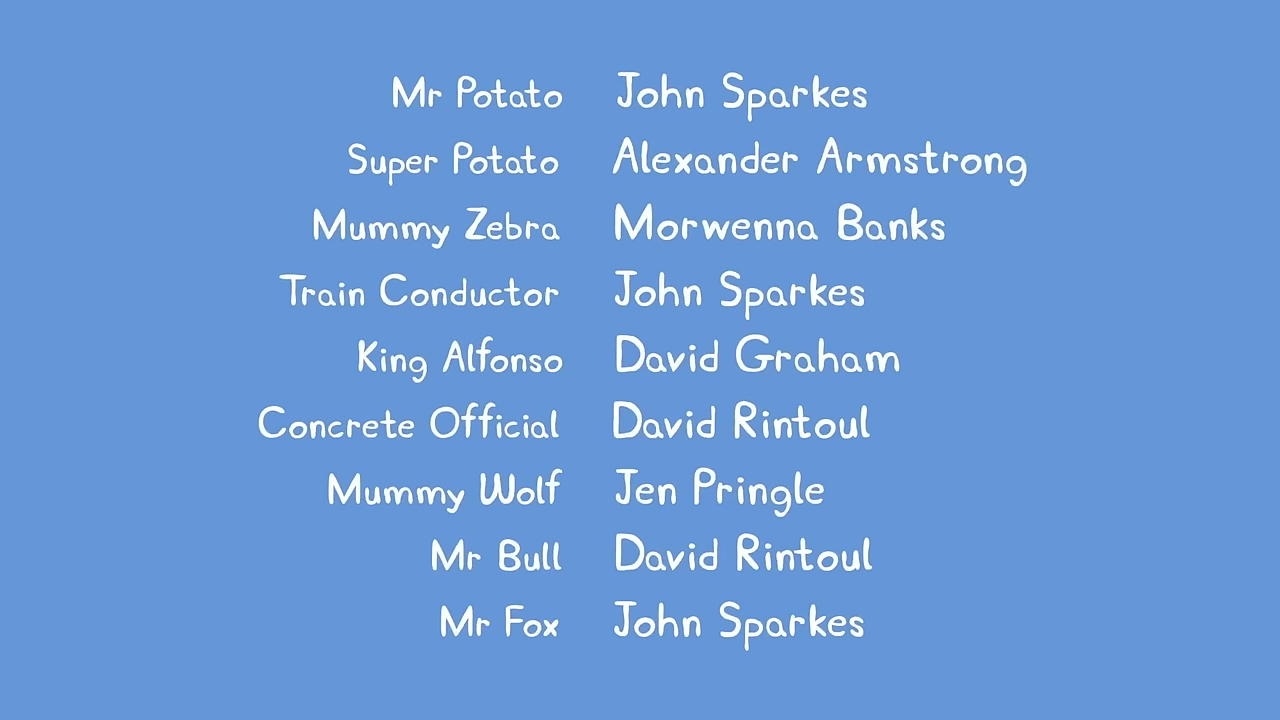 Mr Potato John Sparkes
Super Potato Alexander Armstrong
Mummy Zebra Morwenna Banks
Train Conductor John Sparkes
King Alfonso David Graham
Concrete Official David Rintoul
Mummy Wolf Jen Pringle
Mr Bull David Rintoul
Mr Fox John Sparkes